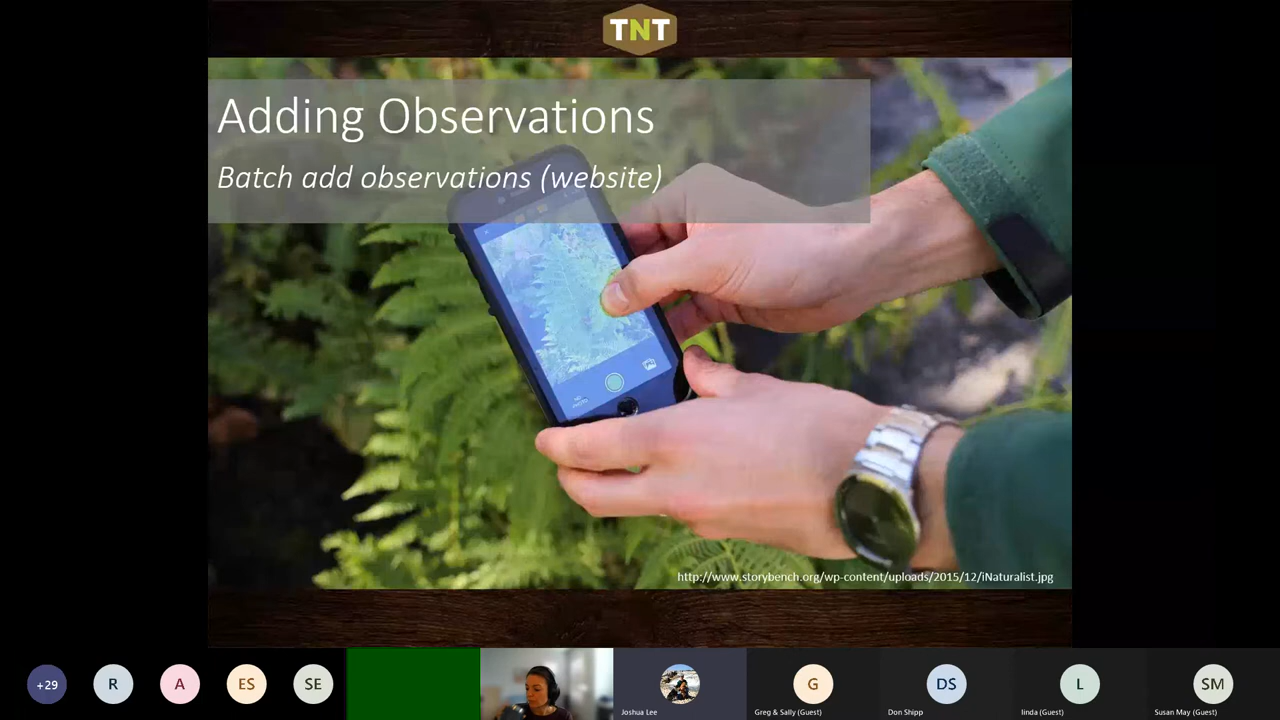 TNT
Adding Observations
Batch add observations (website)
http://www.storybench.org/wp-content/uploads/2015/12/iNaturalist.jpg
+29
R
A
ES
SE
Joshua Lee
G
Greg & Sally (Guest)
DS
Don Shipp
L
linda (Guest)
SM
Susan May (Guest)